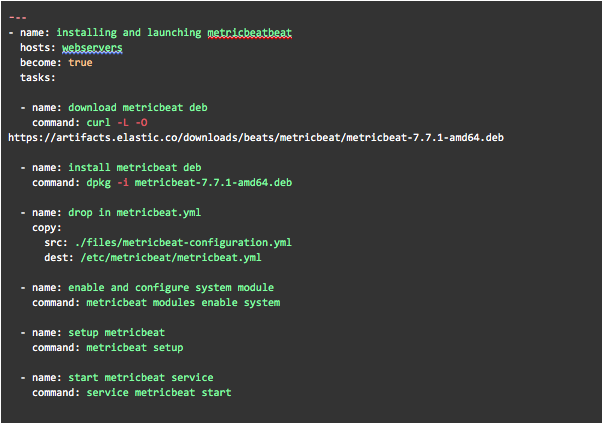 ---
- name: installing and launching metricbeatbeat
  hosts: webservers
  become: true
  tasks:
  - name: download metricbeat deb
    command: curl -L -O
https://artifacts.elastic.co/downloads/beats/metricbeat/metricbeat-7.7.1-amd64.deb
  - name: install metricbeat deb
    command: dpkg -i metricbeat-7.7.1-amd64.deb
  - name: drop in metricbeat.yml
    copy:
      src: ./files/metricbeat-configuration.yml
      dest: /etc/metricbeat/metricbeat.yml
  - name: enable and configure system module
    command: metricbeat modules enable system
  - name: setup metricbeat
    command: metricbeat setup
  - name: start metricbeat service
    command: service metricbeat start